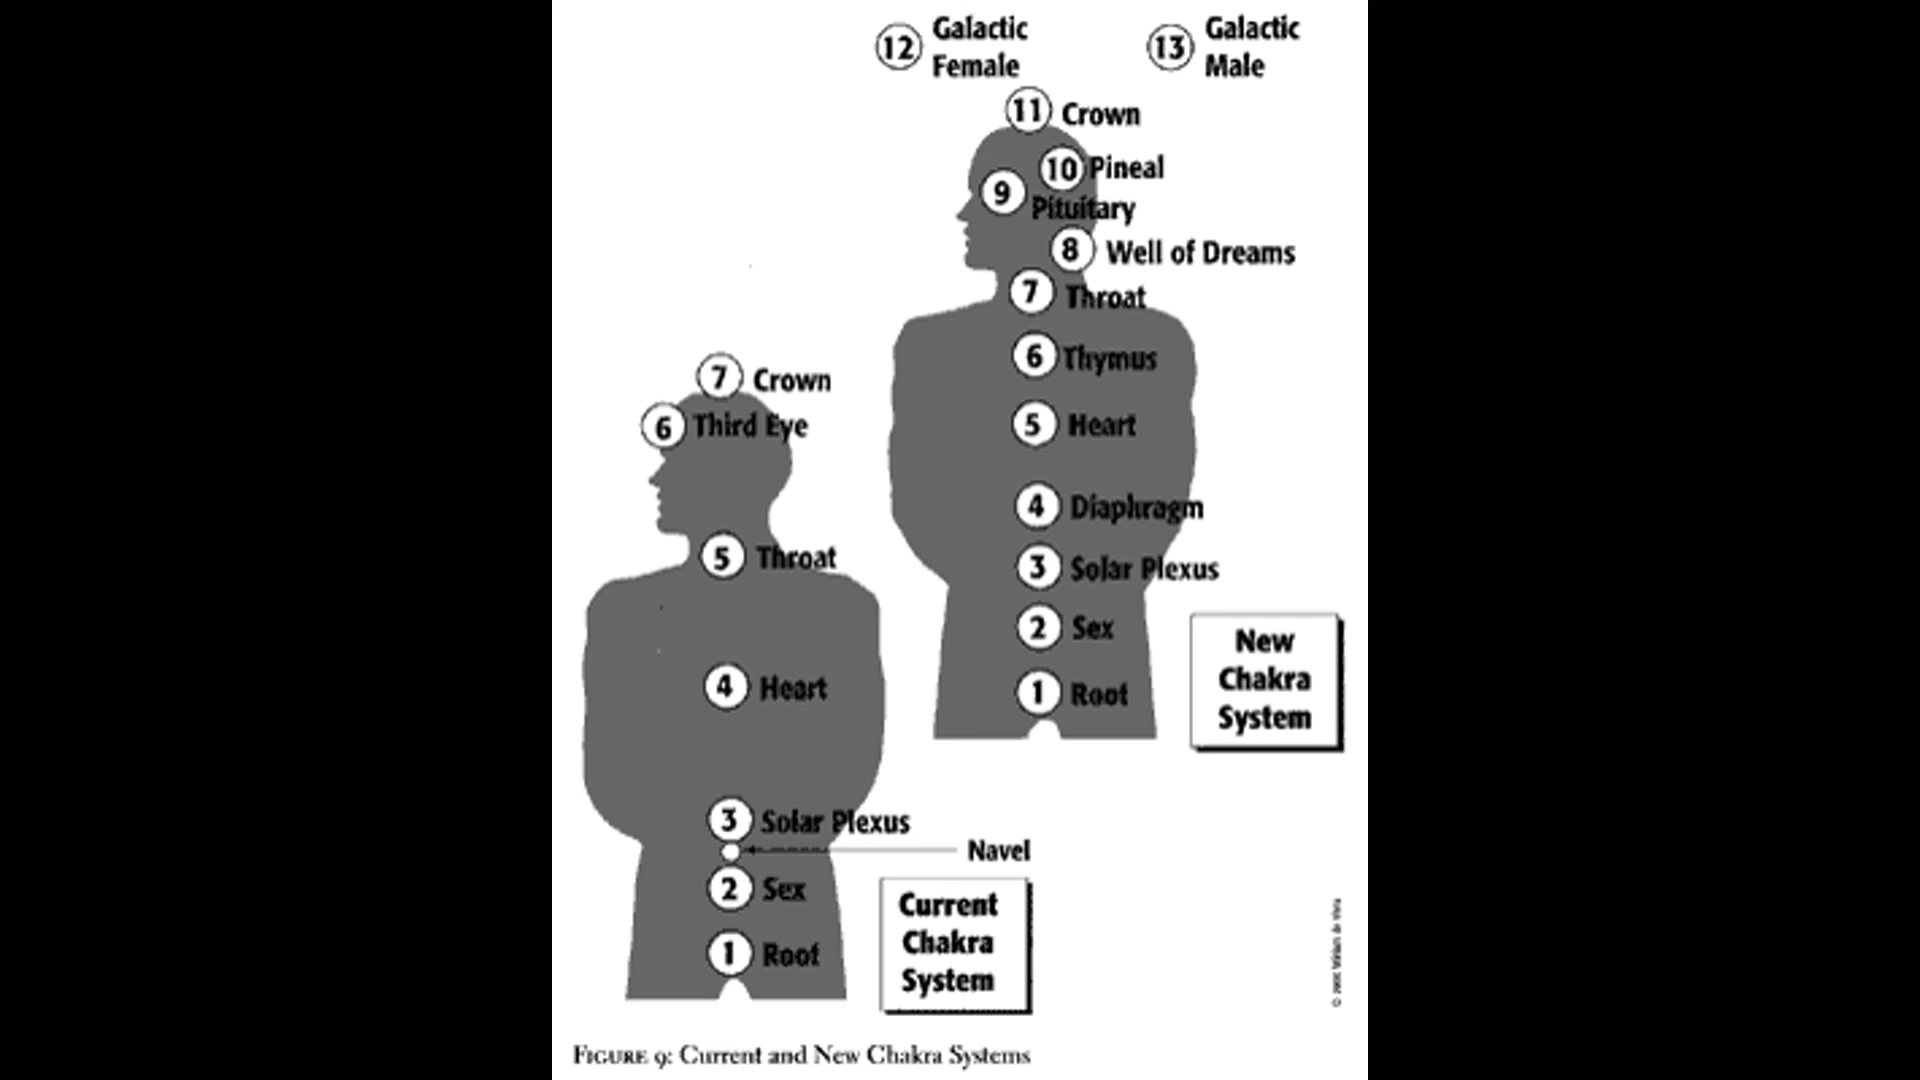 12 Galactic Female
13 Galactic Male
11 Crown
10 Pineal
9 Pituitary
8 Well of Dreams
7 Throat
6 Thymus
5 Heart
4 Diaphragm
3 Solar Plexus
2 Sex
1 Root
New
Chakra
System
7 Crown
6 Third Eye
5 Throat
4 Heart
3 Solar Plexus
Navel
2 Sex
1 Root
Current
Chakra
System
FIGURE 9: Current and New Chakra Systems